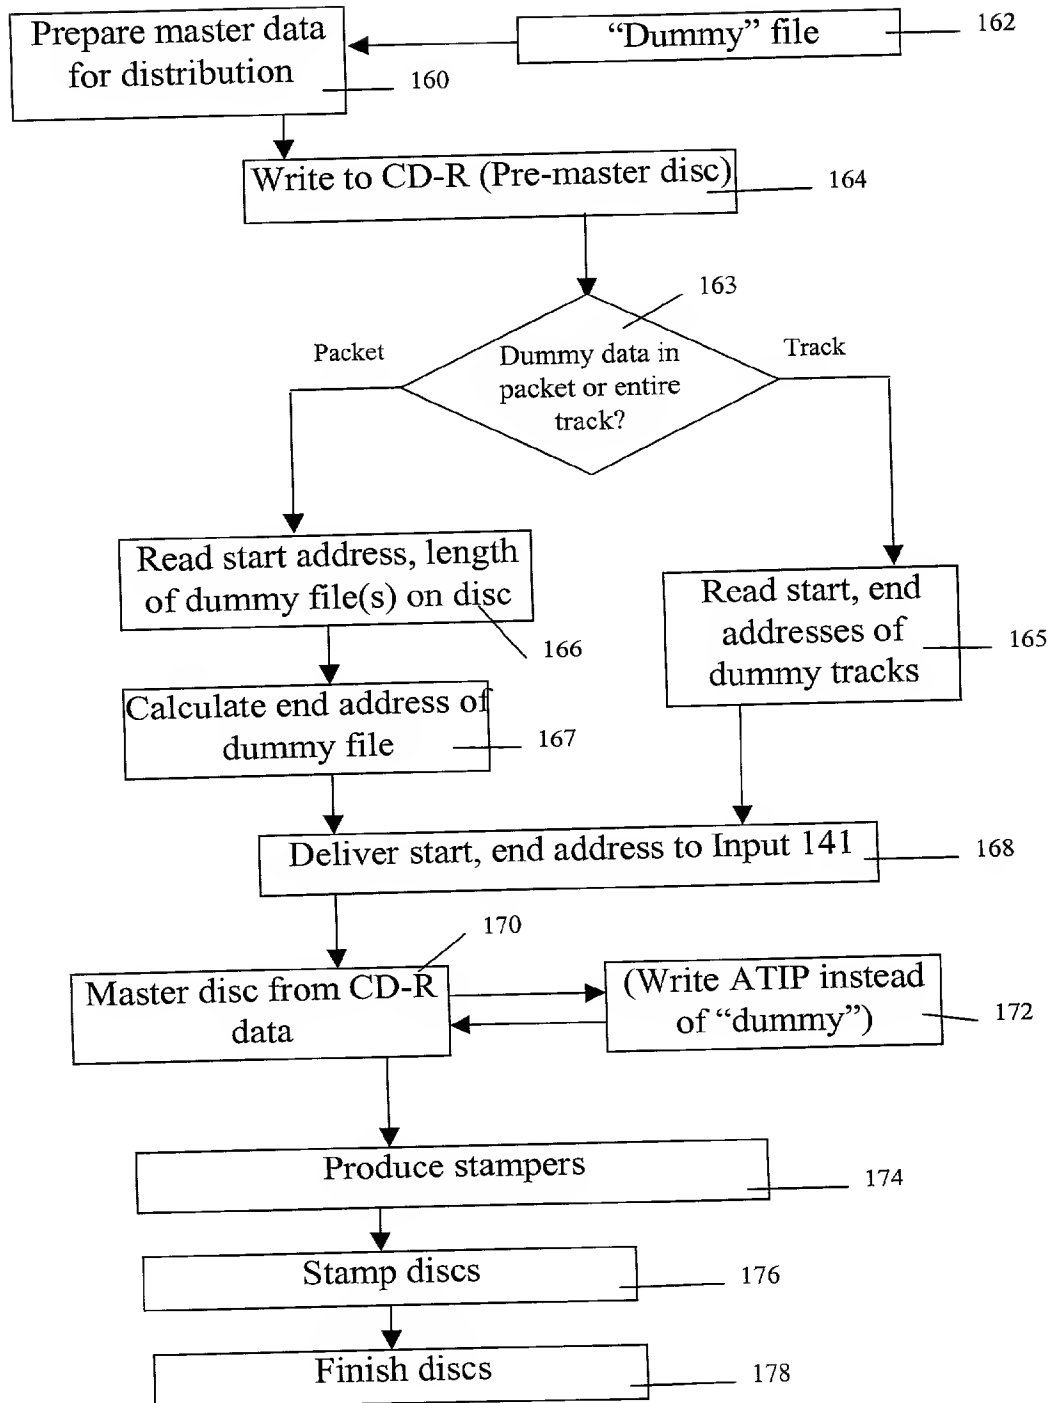 Prepare master data
for distribution
160
“Dummy” file
162
Write to CD-R (Pre-master disc)
164
163
Packet
Dummy data in
packet or entire
track?
Track
Read start address, length
of dummy file(s) on disc
166
Read start, end
addresses of
dummy tracks
165
Calculate end address of
dummy file
167
Deliver start, end address to Input 141
168
170
Master disc from CD-R
data
(Write ATIP instead
of “dummy”)
172
Produce stampers
174
Stamp discs
176
Finish discs
178